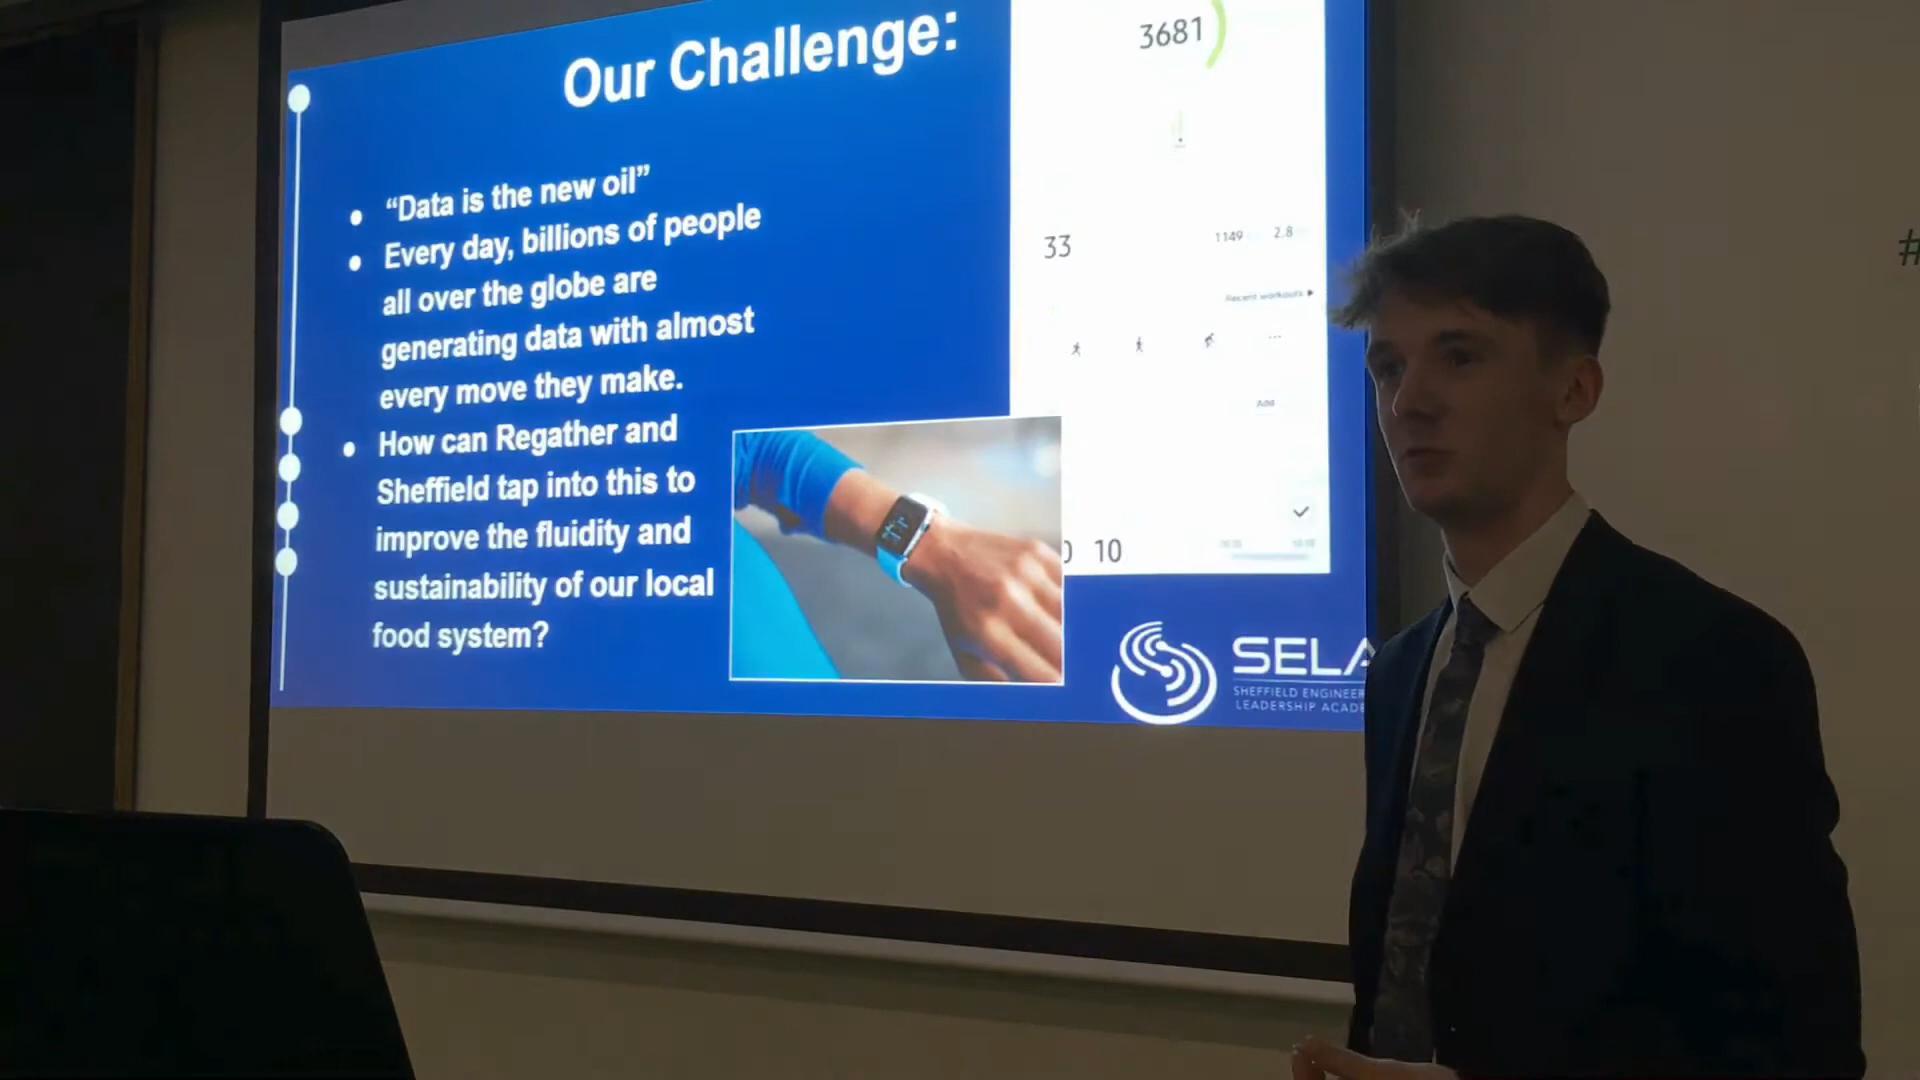 Our Challenge:
“Data is the new oil”
Every day, billions of people
all over the globe are
generating data with almost
every move they make.
How can Regather and
Sheffield tap into this to
improve the fluidity and
sustainability of our local
food system?
3681
33
1149 2.8
Recent workouts
Add
10
SELA
SHEFFIELD ENGINEER
LEADERSHIP ACADE
#